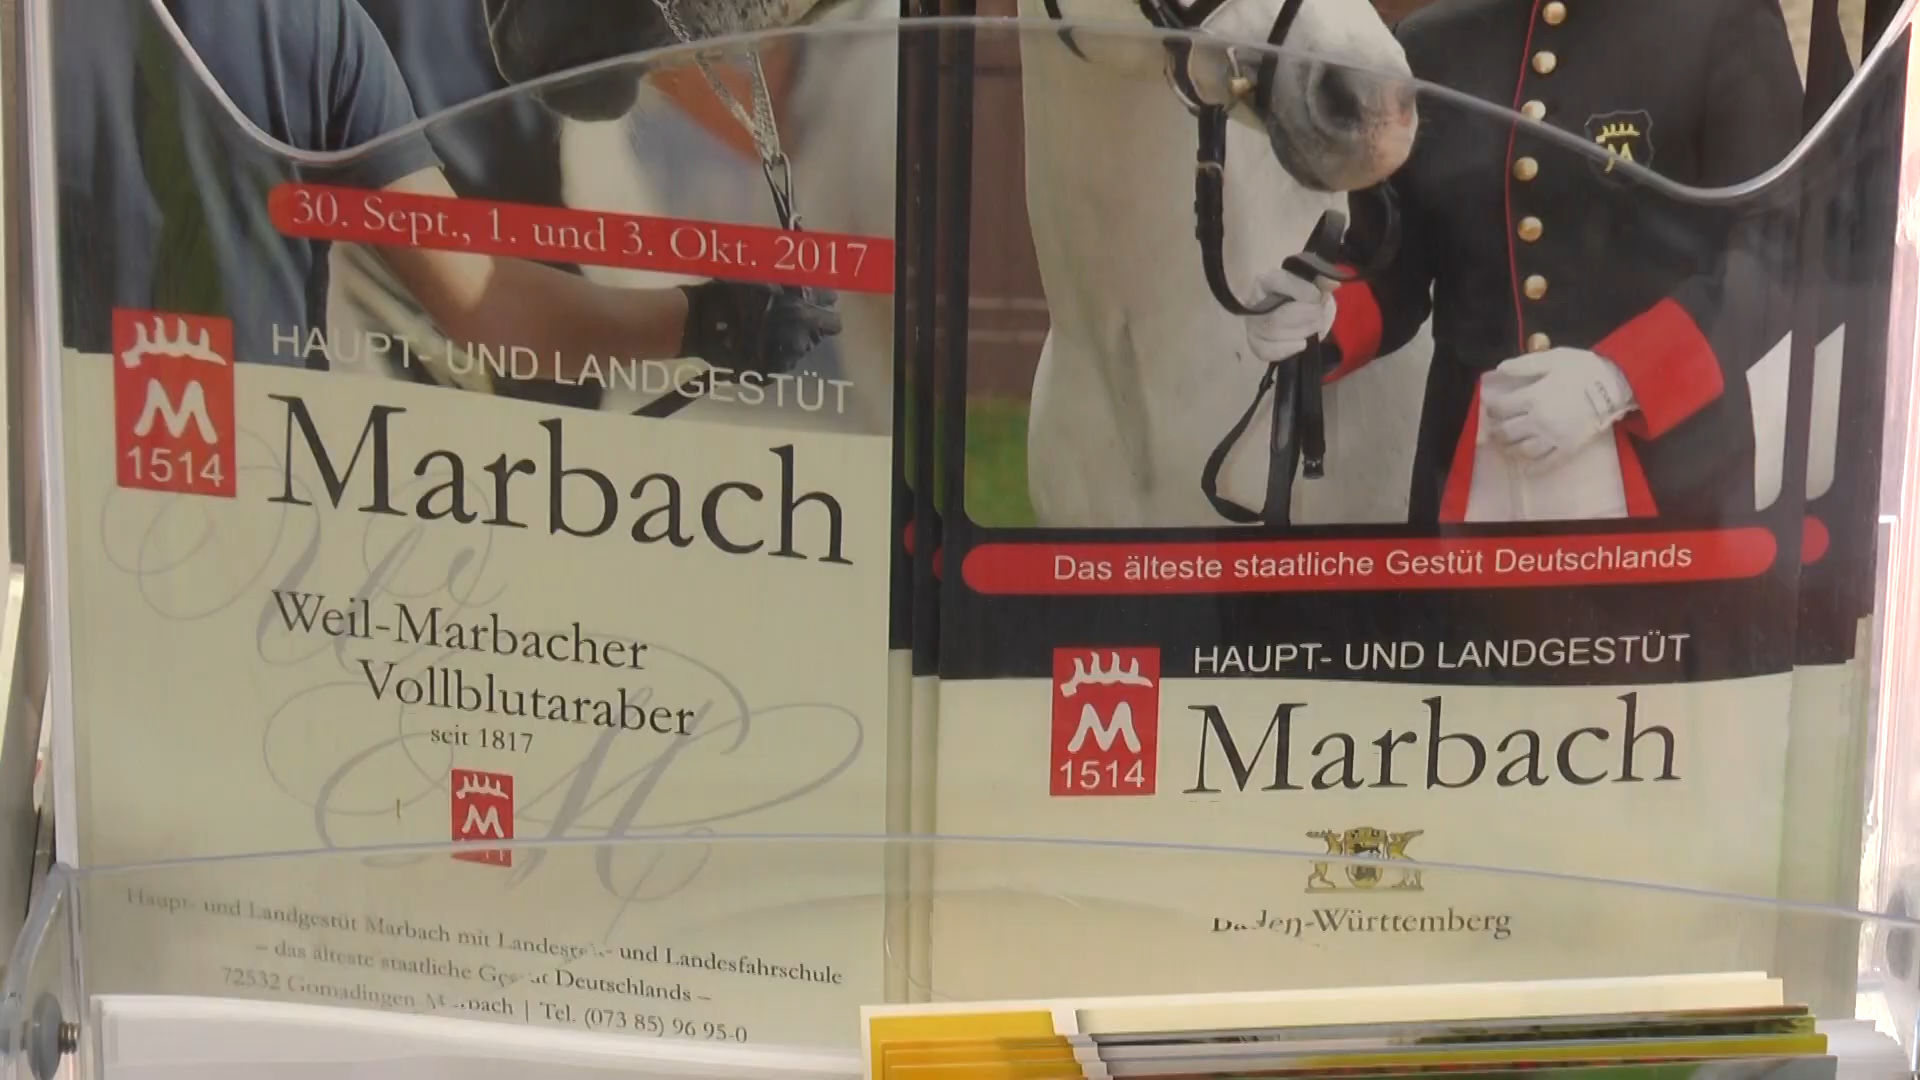 30. Sept., 1. und 3. Okt. 2017
HAUPT- UND LANDGESTÜT
Marbach
M
1514
Weil-Marbacher
Vollblutaraber
seit 1817
M
Haupt- und Landgestüt Marbach mit und Landesfahrschule
– das älteste staatliche Deutschlands –
72532 Gomadingen | Tel. (073 85) 96 95-0
M
Das älteste staatliche Gestüt Deutschlands
HAUPT- UND LANDGESTÜT
Marbach
M
1514
Baden-Württemberg